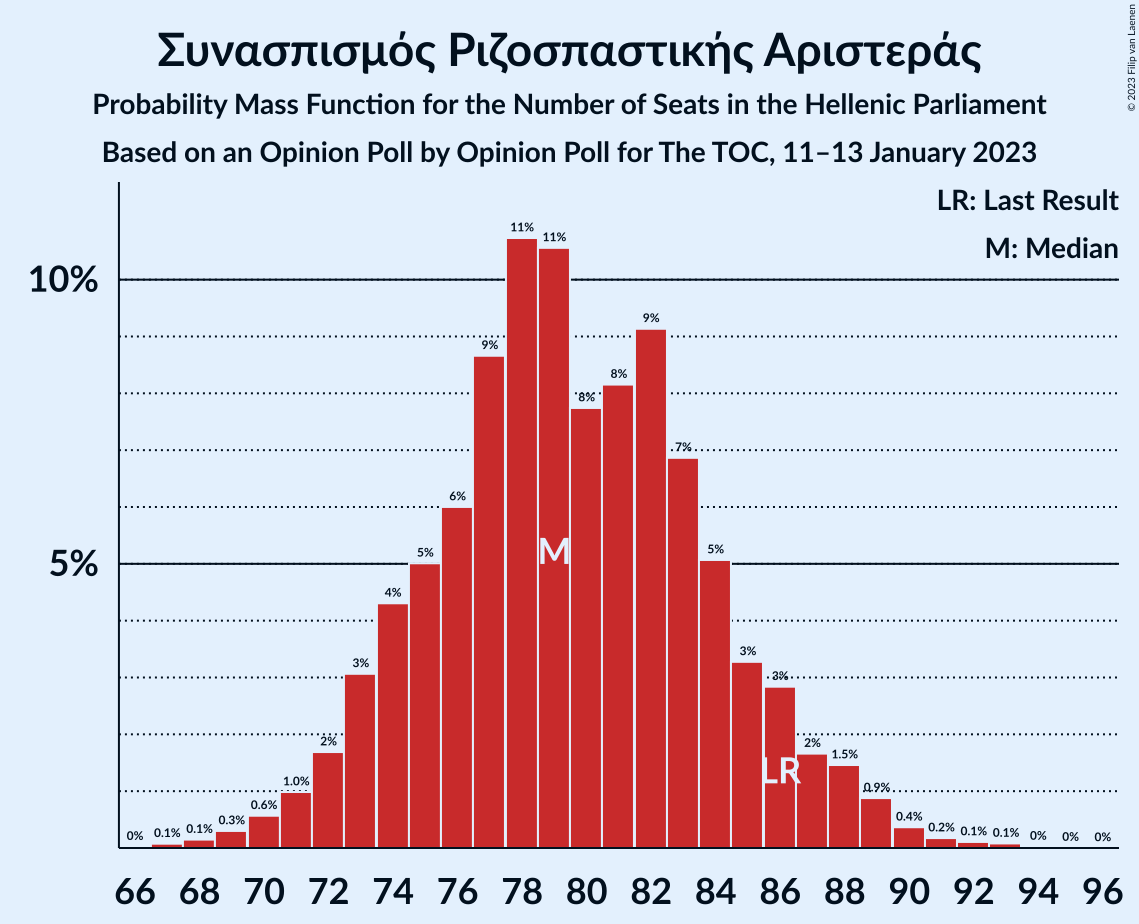 Συνασπισμός Ριζοσπαστικής Αριστεράς
Probability Mass Function for the Number of Seats in the Hellenic Parliament
Based on an Opinion Poll by Opinion Poll for The TOC, 11–13 January 2023
© 2023 Filip van Laenen
LR: Last Result
M: Median
10%
5%
0% 0.1% 0.1% 0.3% 0.6% 1.0% 2% 3% 4% 5% 6% 9% 11% 11% 8% 8% 9% 7% 5% 3% 3% 2% 1.5% 0.9% 0.4% 0.2% 0.1% 0.1% 0% 0% 0%
M
LR
66 68 70 72 74 76 78 80 82 84 86 88 90 92 94 96